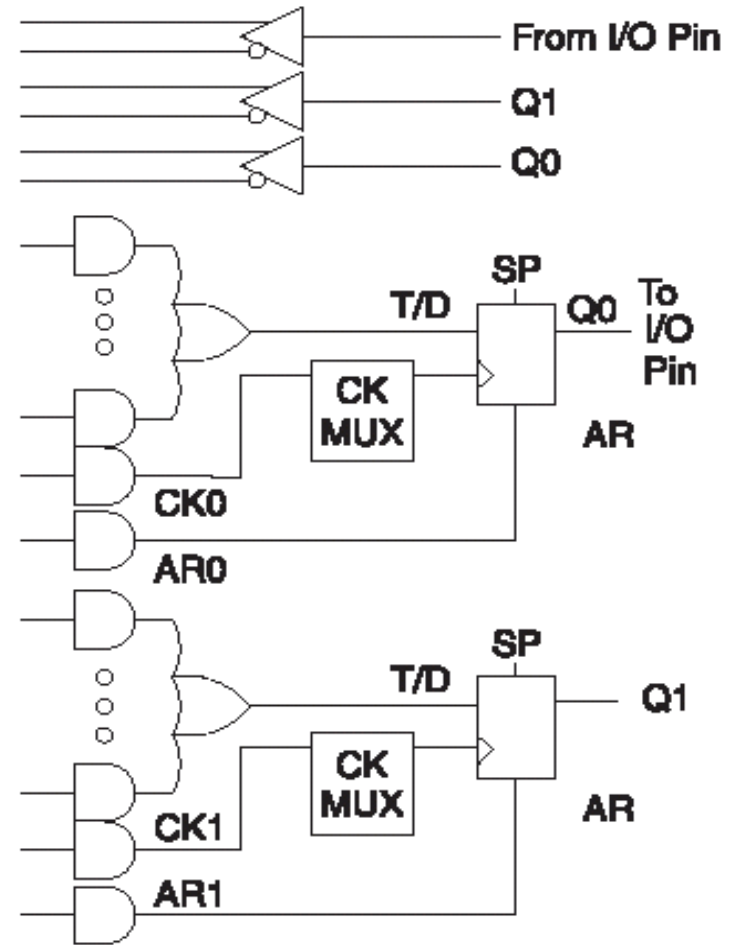 From I/O Pin
Q1
Q0
SP
T/D
Q0
To
I/O
Pin
CK
MUX
AR
CK0
AR0
SP
T/D
Q1
CK
MUX
AR
CK1
AR1